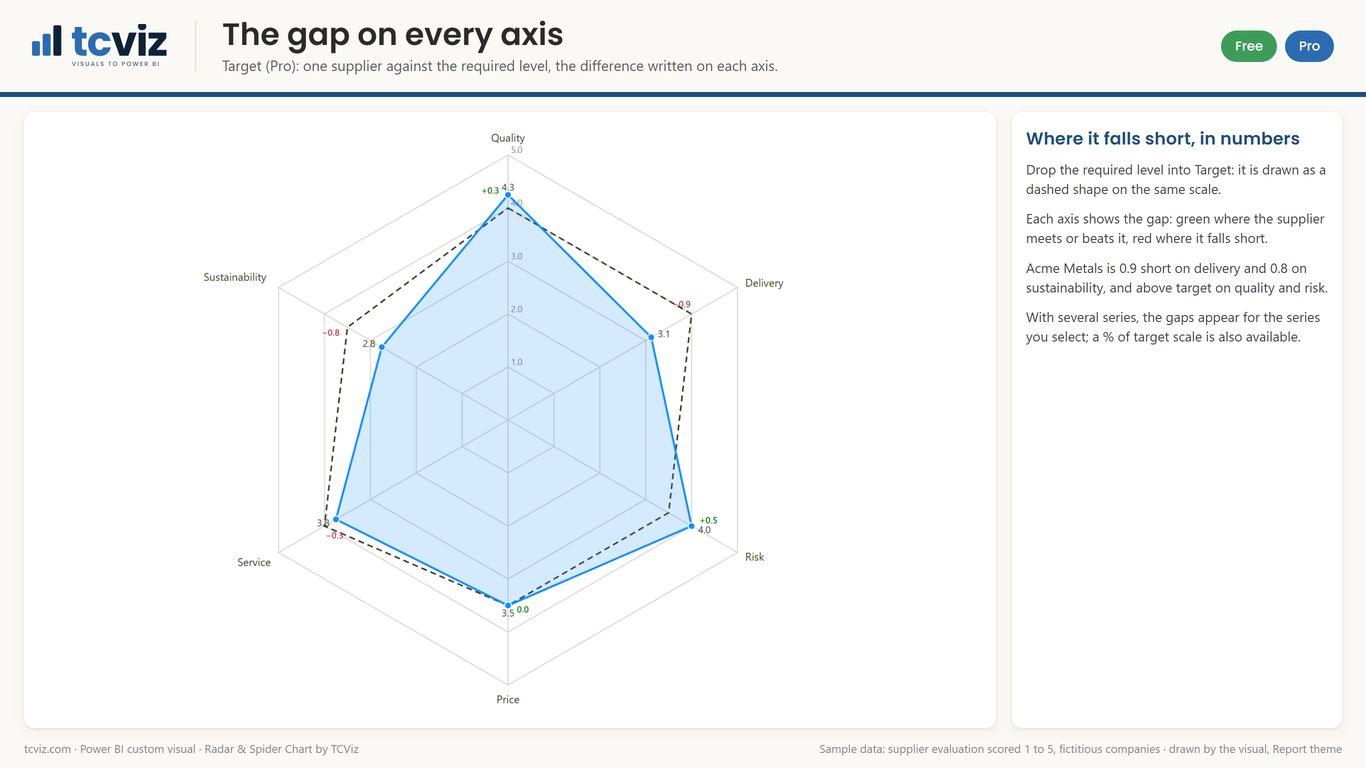 tcviz
VISUALS TO POWER BI
The gap on every axis
Target (Pro): one supplier against the required level, the difference written on each axis.
Free
Pro
Quality
5.0
+0.3
4.3
4.0
3.0
2.0
1.0
Sustainability
Delivery
−0.9
−0.8
2.8
3.1
+0.5
4.0
−0.3
Service
Risk
3.5
0.0
Price
Where it falls short, in numbers
Drop the required level into Target: it is drawn as a
dashed shape on the same scale.
Each axis shows the gap: green where the supplier
meets or beats it, red where it falls short.
Acme Metals is 0.9 short on delivery and 0.8 on
sustainability, and above target on quality and risk.
With several series, the gaps appear for the series
you select; a % of target scale is also available.
tcviz.com · Power BI custom visual · Radar & Spider Chart by TCViz
Sample data: supplier evaluation scored 1 to 5, fictitious companies · drawn by the visual, Report theme